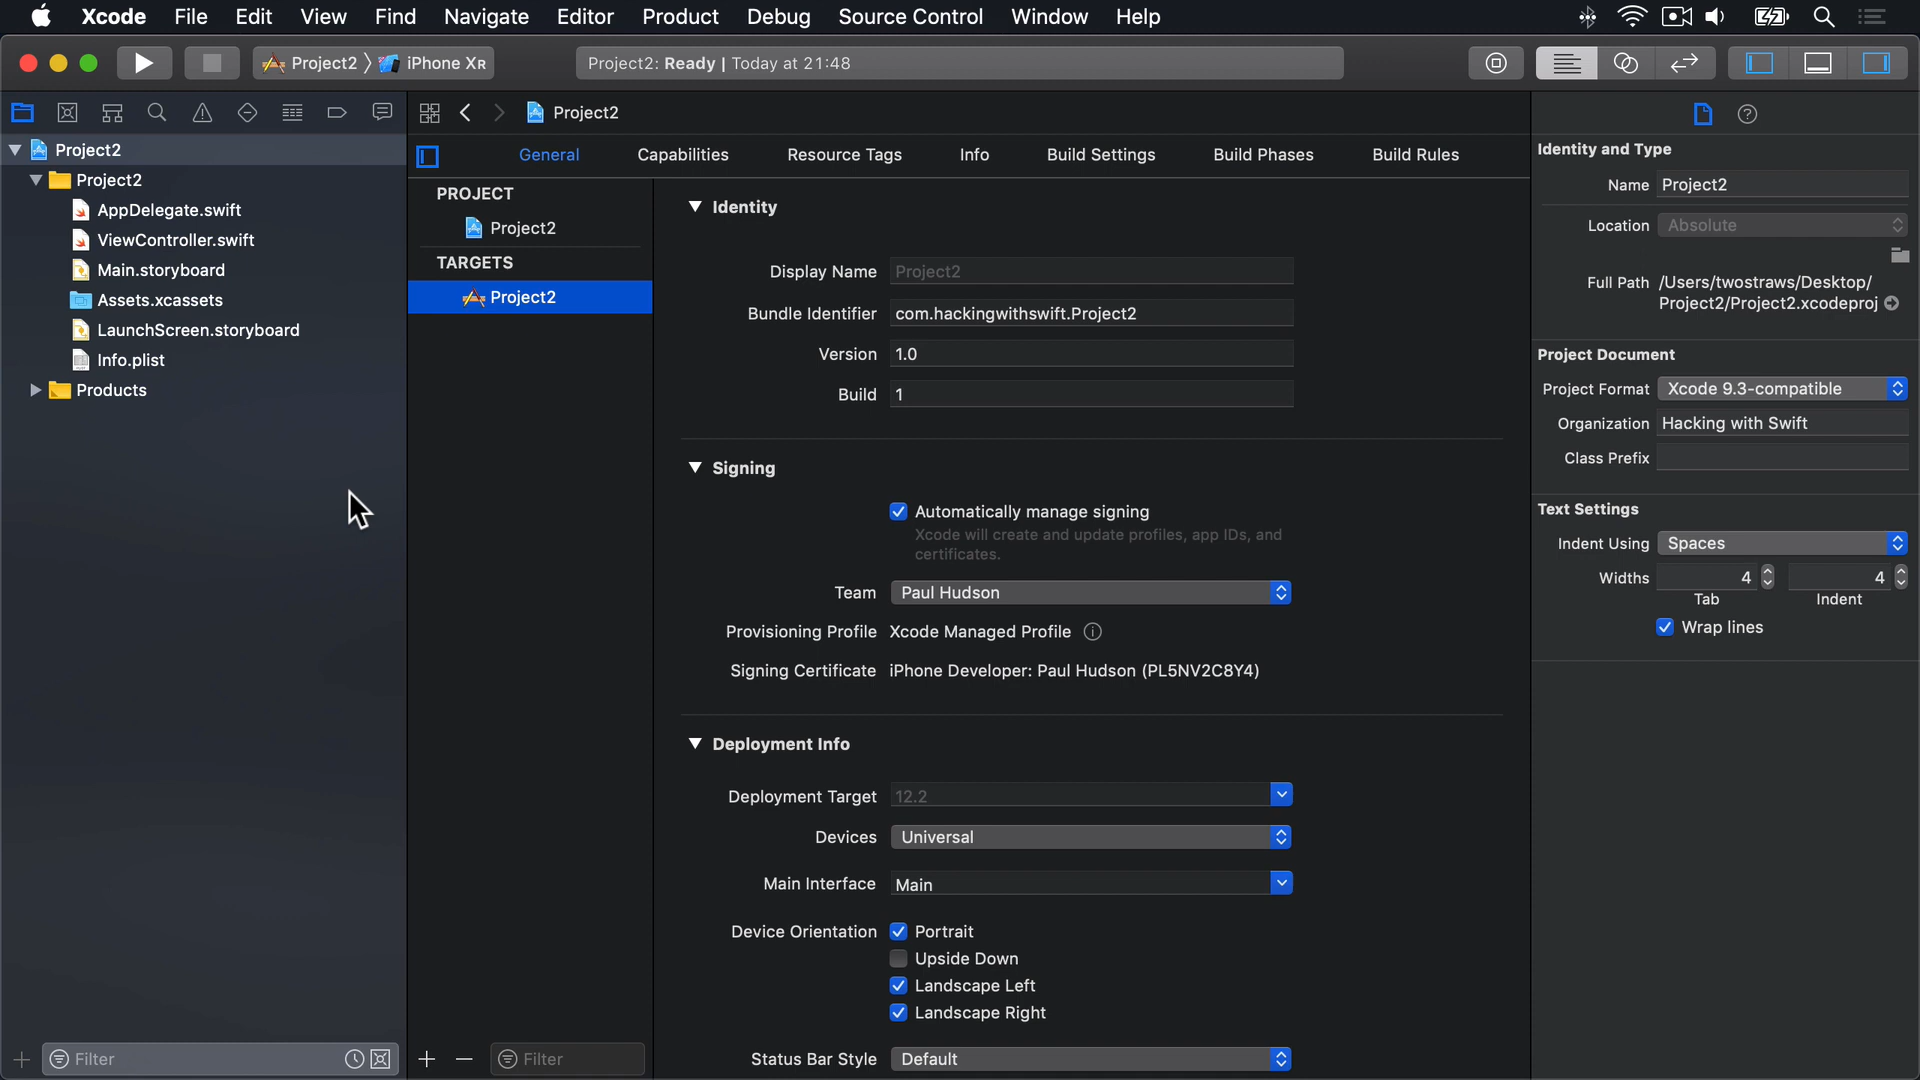 Xcode File Edit View Find Navigate Editor Product Debug Source Control Window Help
Project2 iPhone XR
Project2: Ready | Today at 21:48
Project2
AppDelegate.swift
ViewController.swift
Main.storyboard
Assets.xcassets
LaunchScreen.storyboard
Info.plist
Products
Filter
Project2
General Capabilities Resource Tags Info Build Settings Build Phases Build Rules
PROJECT
Project2
TARGETS
Project2
Filter
Identity
Display Name Project2
Bundle Identifier com.hackingwithswift.Project2
Version 1.0
Build 1
Signing
Automatically manage signing
Xcode will create and update profiles, app IDs, and
certificates.
Team Paul Hudson
Provisioning Profile Xcode Managed Profile
Signing Certificate iPhone Developer: Paul Hudson (PL5NV2C8Y4)
Deployment Info
Deployment Target 12.2
Devices Universal
Main Interface Main
Device Orientation Portrait
Upside Down
Landscape Left
Landscape Right
Status Bar Style Default
Identity and Type
Name Project2
Location Absolute
Full Path /Users/twostraws/Desktop/
Project2/Project2.xcodeproj
Project Document
Project Format Xcode 9.3-compatible
Organization Hacking with Swift
Class Prefix
Text Settings
Indent Using Spaces
Widths 4 4
Tab Indent
Wrap lines